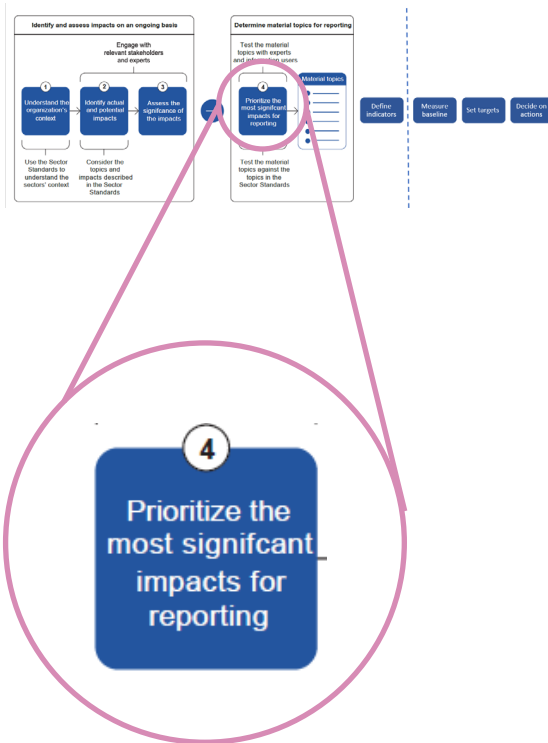 Identify and assess impacts on an ongoing basis
Engage with
relevant stakeholders
and experts
1
Understand the
organization's
context
2
Identify actual
and potential
impacts
3
Assess the
significance of
the impacts
Use the Sector
Standards to
understand the
sectors' context
Consider the
topics and
impacts described
in the Sector
Standards
Determine material topics for reporting
Test the material
topics with experts
and information users
4
Prioritize the
most signifcant
impacts for
reporting
Material topics
Test the material
topics against the
topics in the
Sector Standards
Define
indicators
Measure
baseline
Set targets
Decide on
actions
4
Prioritize the
most signifcant
impacts for
reporting